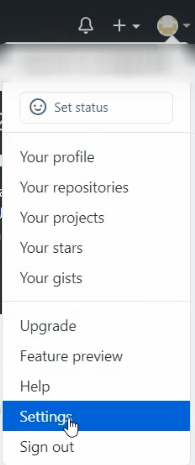 Set status
Your profile
Your repositories
Your projects
Your stars
Your gists
Upgrade
Feature preview
Help
Settings
Sign out